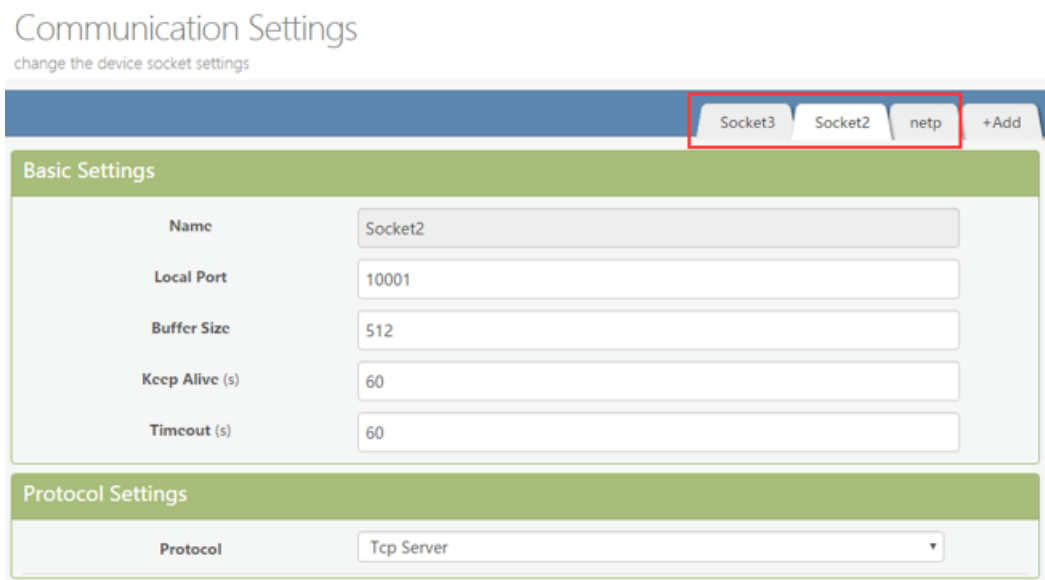 Communication Settings
change the device socket settings
Socket3 Socket2 netp +Add
Basic Settings
Name Socket2
Local Port 10001
Buffer Size 512
Keep Alive (s) 60
Timeout (s) 60
Protocol Settings
Protocol Tcp Server